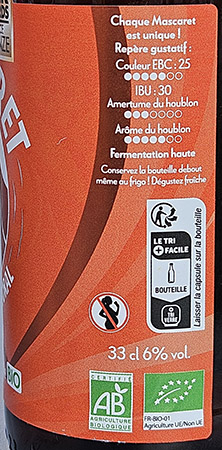 Chaque Mascaret
est unique !
Repère gustatif :
Couleur EBC : 25
IBU : 30
Amertume du houblon
Arôme du houblon
Fermentation haute
Conservez la bouteille debout
même au frigo ! Dégustez fraîche
LE TRI
+ FACILE
BOUTEILLE
Laisser la capsule sur la bouteille
33 cl 6% vol.
BIO
CERTIFIÉ
AB
AGRICULTURE
BIOLOGIQUE
FR-BIO-01
Agriculture UE/Non UE